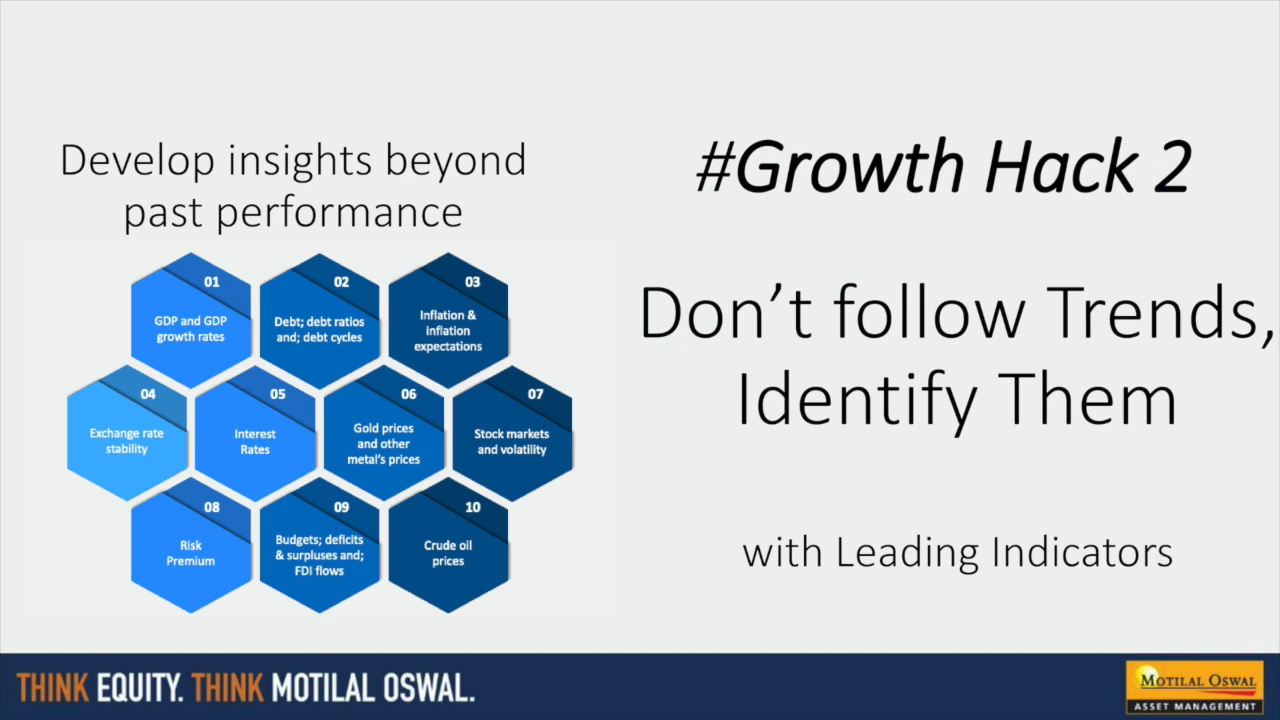 Develop insights beyond
past performance
01
GDP and GDP
growth rates
02
Debt; debt ratios
and; debt cycles
03
Inflation &
inflation
expectations
04
Exchange rate
stability
05
Interest
Rates
06
Gold prices
and other
metal's prices
07
Stock markets
and volatility
08
Risk
Premium
09
Budgets; deficits
& surpluses and;
FDI flows
10
Crude oil
prices
#Growth Hack 2
Don't follow Trends,
Identify Them
with Leading Indicators
THINK EQUITY. THINK MOTILAL OSWAL.
MOTILAL OSWAL
ASSET MANAGEMENT